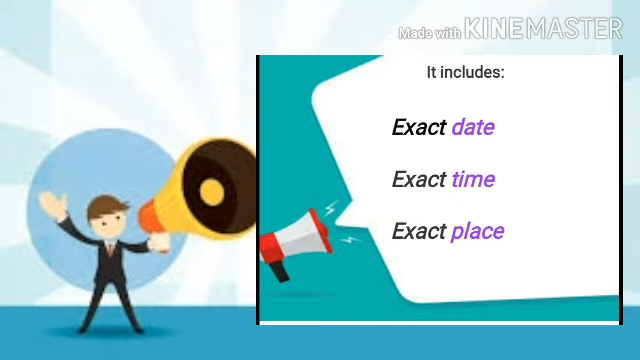 Made with KINEMASTER
It includes:
Exact date
Exact time
Exact place